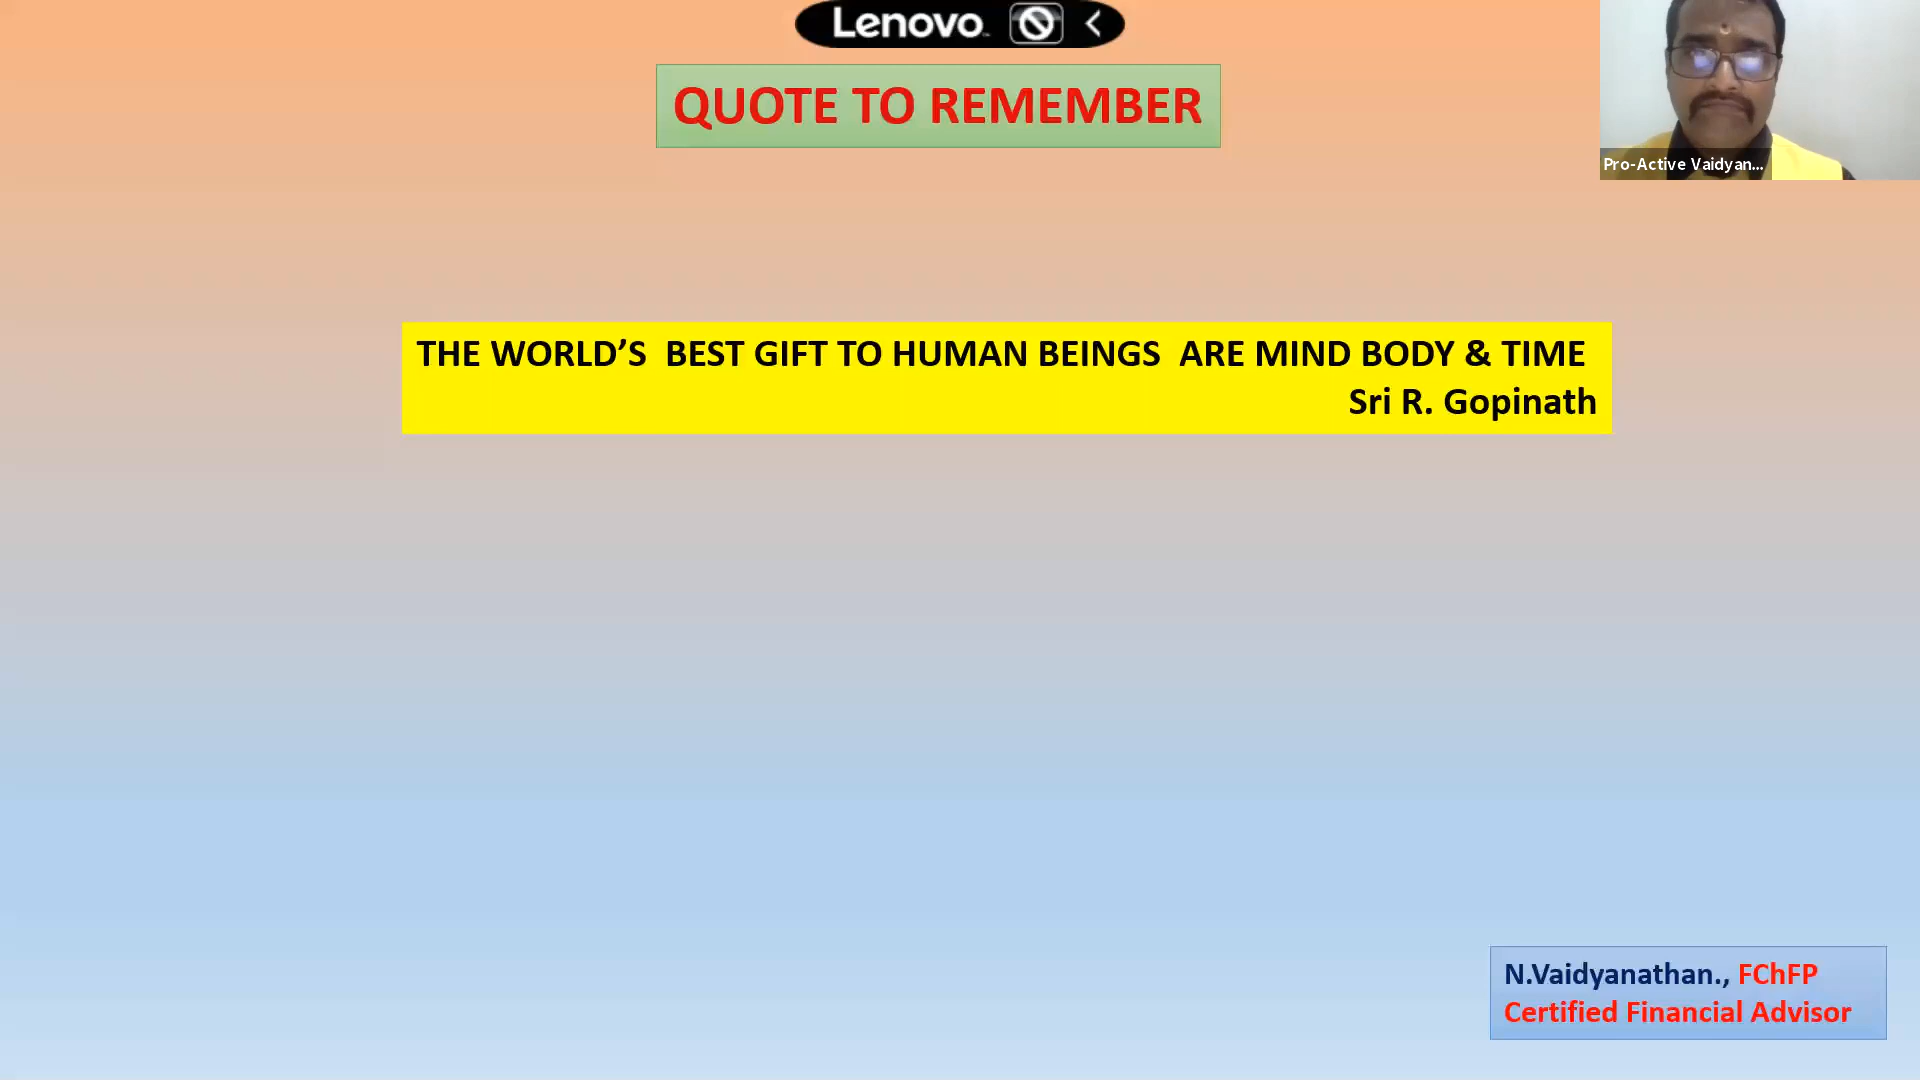 Lenovo
QUOTE TO REMEMBER
Pro-Active Vaidyan...
THE WORLD’S  BEST GIFT TO HUMAN BEINGS  ARE MIND BODY & TIME
Sri R. Gopinath
N.Vaidyanathan., FChFP
Certified Financial Advisor